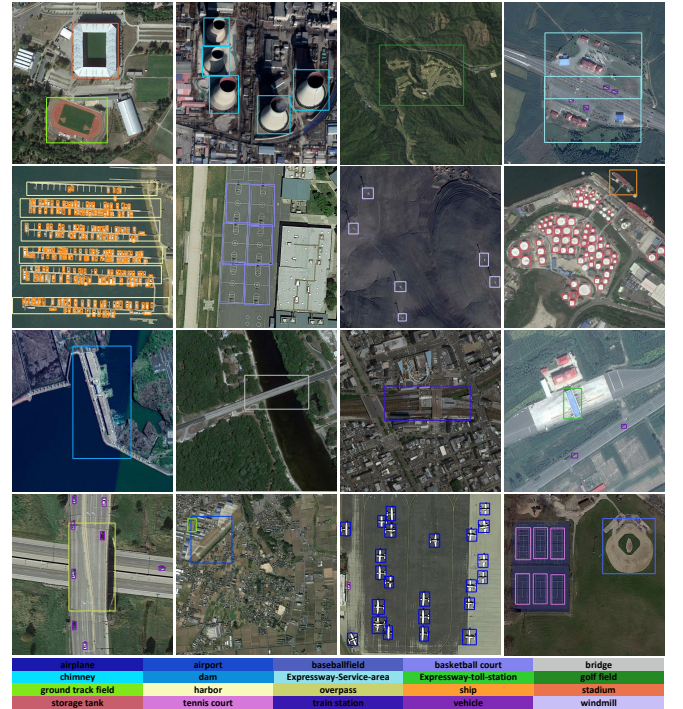 airplane airport baseballfield basketball court bridge
chimney dam Expressway-Service-area Expressway-toll-station golf field
ground track field harbor overpass ship stadium
storage tank tennis court train station vehicle windmill